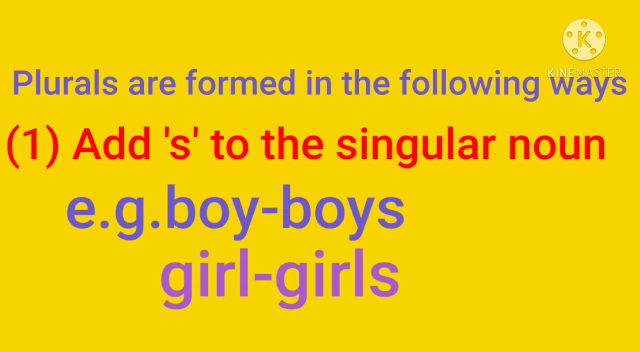 KINEMASTER
Plurals are formed in the following ways
(1) Add 's' to the singular noun
e.g.boy-boys
girl-girls